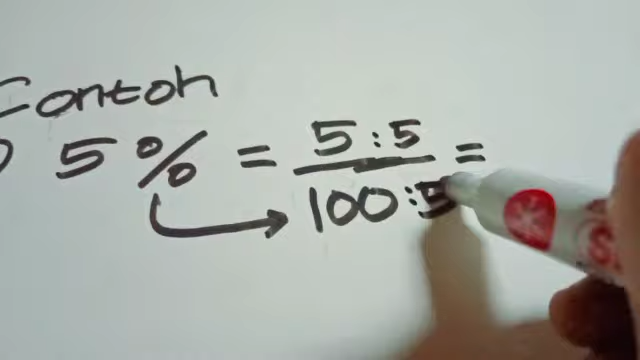 Contoh
5% = 5:5 =
100:5